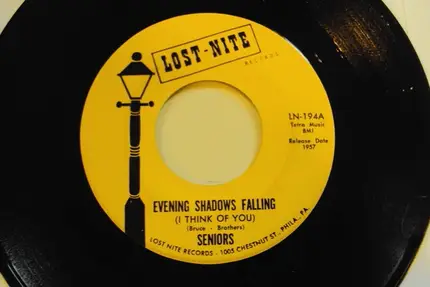 LOST-NITE
RECORDS
LN-194A
Tetra Music
BMI
Release Date
1957
EVENING SHADOWS FALLING
(I THINK OF YOU)
(Bruce - Brothers)
SENIORS
LOST NITE RECORDS - 1005 CHESTNUT ST. - PHILA., PA.